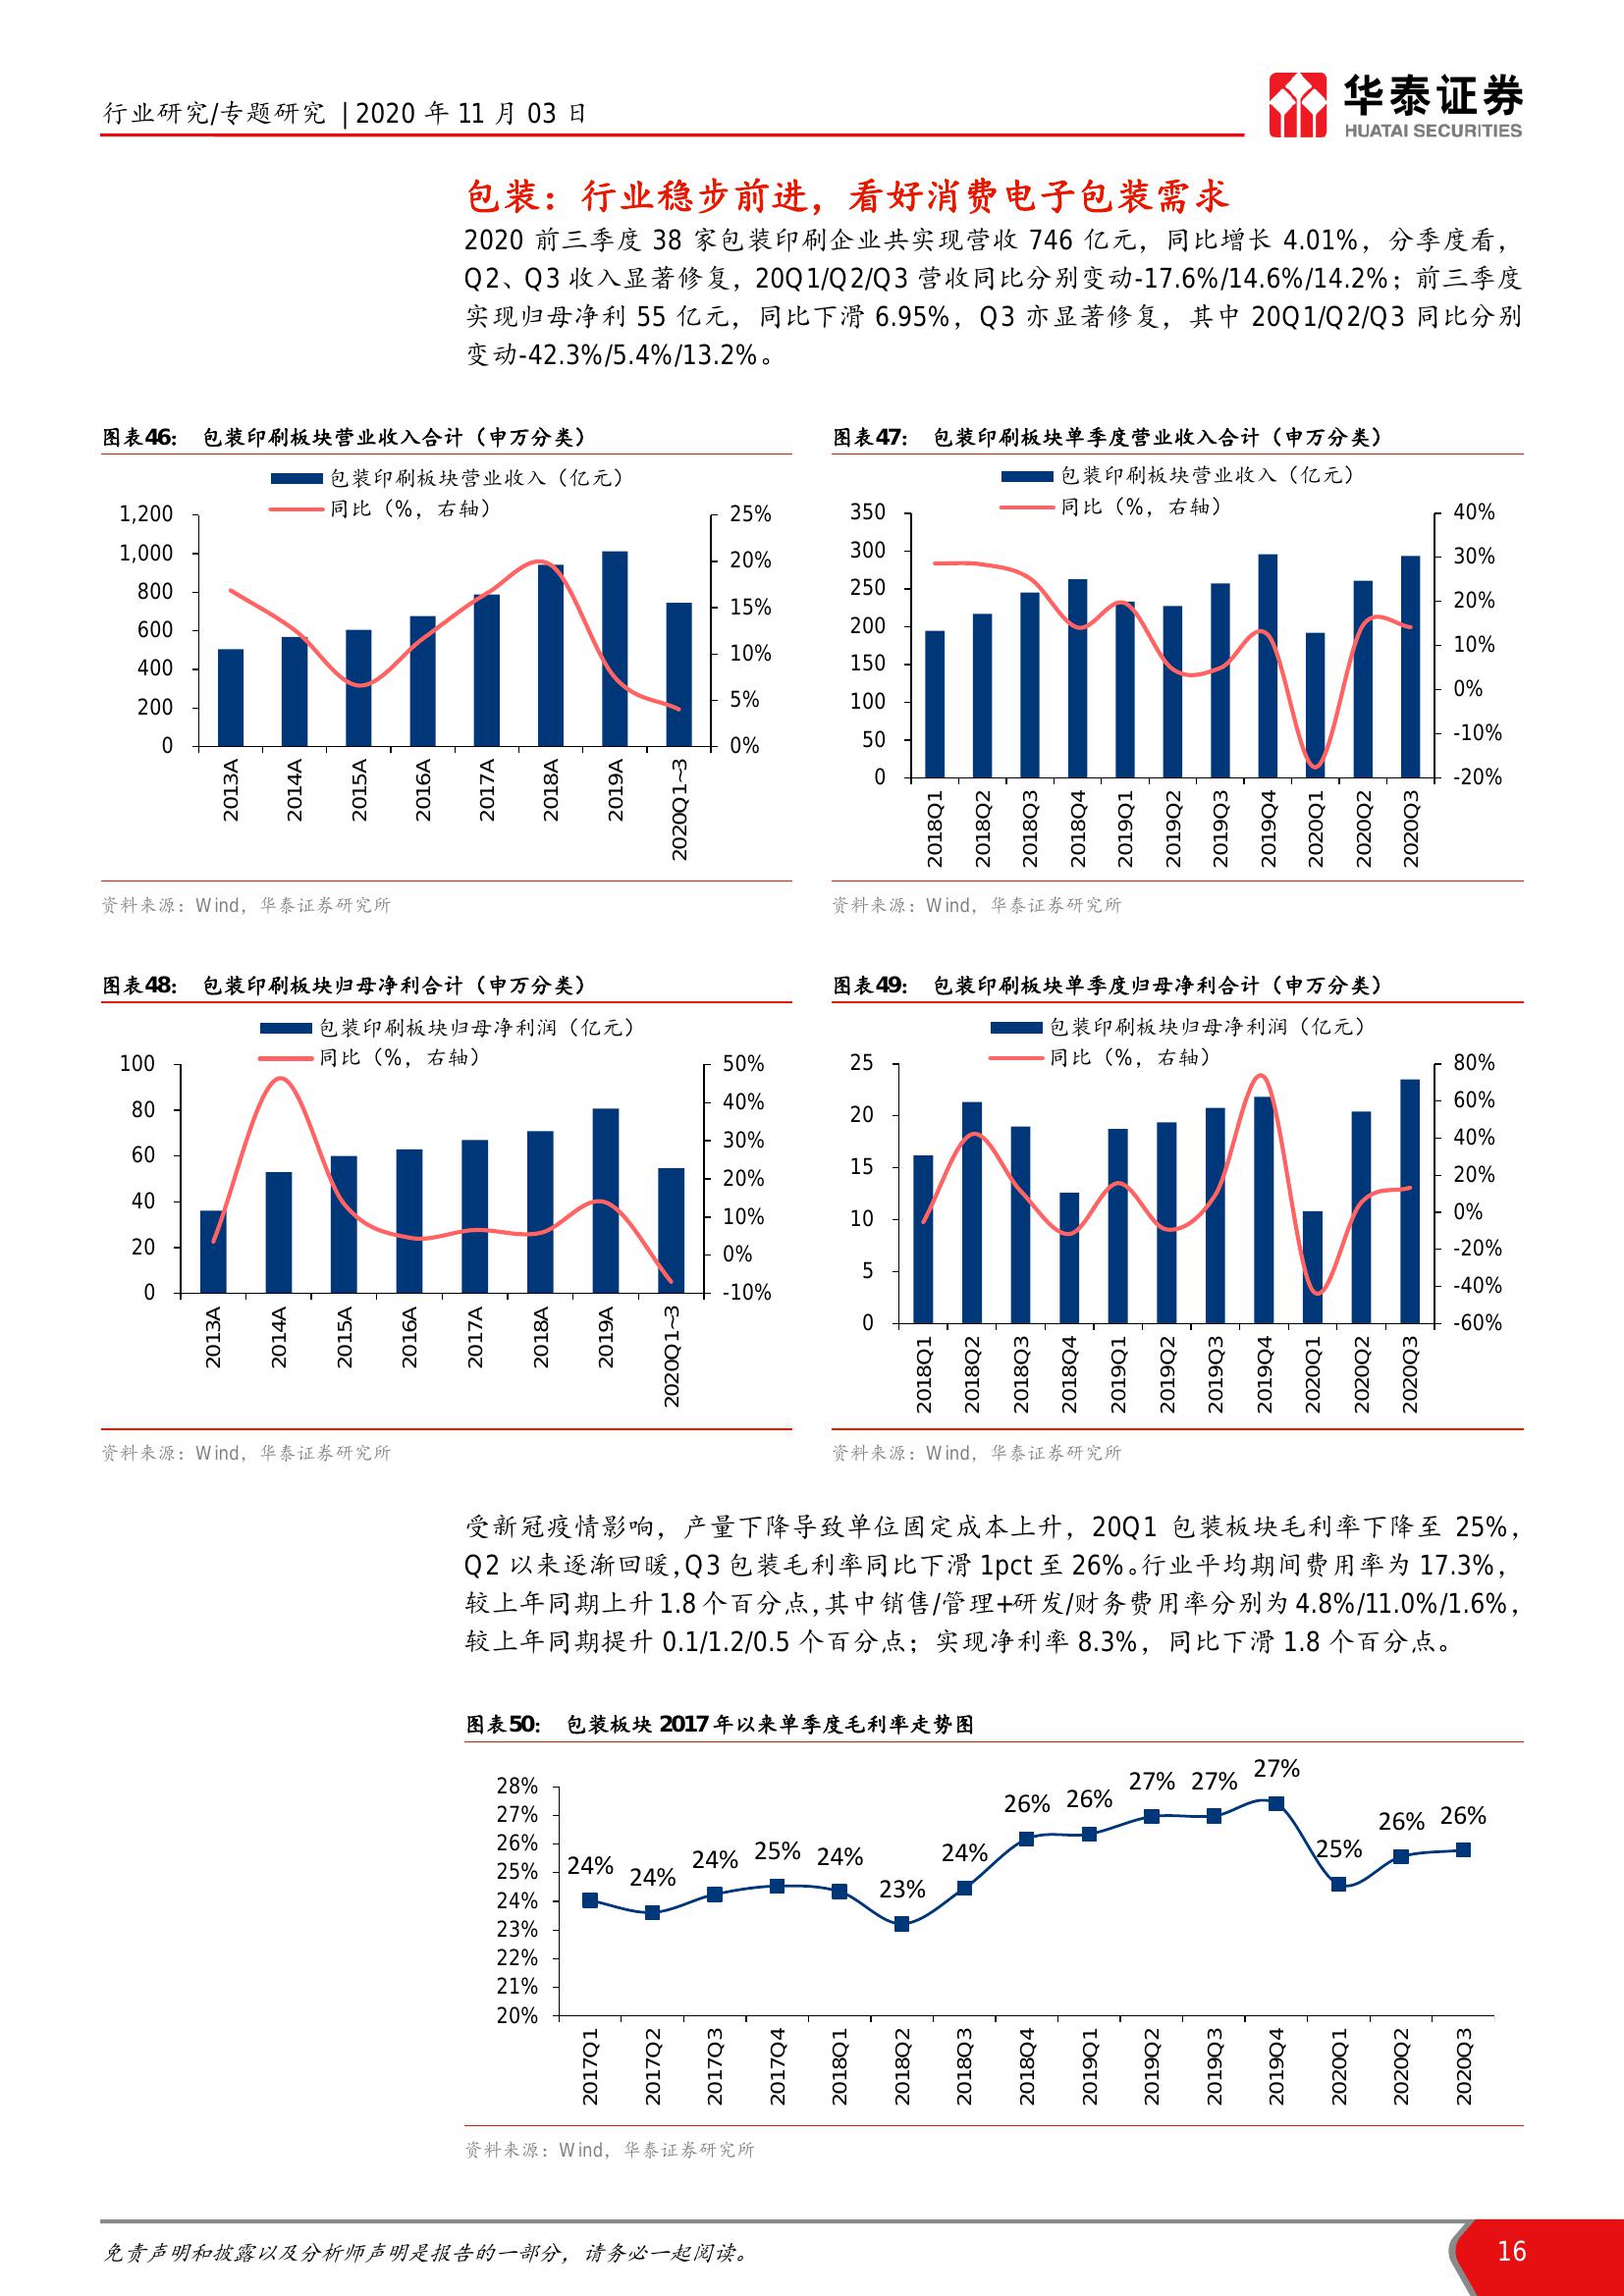 行业研究/专题研究 | 2020 年 11 月 03 日
华泰证券
HUATAI SECURITIES
包装：行业稳步前进，看好消费电子包装需求
2020 前三季度 38 家包装印刷企业共实现营收 746 亿元，同比增长 4.01%，分季度看，
Q2、Q3 收入显著修复，20Q1/Q2/Q3 营收同比分别变动-17.6%/14.6%/14.2%；前三季度
实现归母净利 55 亿元，同比下滑 6.95%，Q3 亦显著修复，其中 20Q1/Q2/Q3 同比分别
变动-42.3%/5.4%/13.2%。
图表46： 包装印刷板块营业收入合计（申万分类）
包装印刷板块营业收入（亿元）
同比（%，右轴）
1,200
1,000
800
600
400
200
0
25%
20%
15%
10%
5%
0%
2013A
2014A
2015A
2016A
2017A
2018A
2019A
2020Q1~3
资料来源：Wind，华泰证券研究所
图表47： 包装印刷板块单季度营业收入合计（申万分类）
包装印刷板块营业收入（亿元）
同比（%，右轴）
350
300
250
200
150
100
50
0
40%
30%
20%
10%
0%
-10%
-20%
2018Q1
2018Q2
2018Q3
2018Q4
2019Q1
2019Q2
2019Q3
2019Q4
2020Q1
2020Q2
2020Q3
资料来源：Wind，华泰证券研究所
图表48： 包装印刷板块归母净利合计（申万分类）
包装印刷板块归母净利润（亿元）
同比（%，右轴）
100
80
60
40
20
0
50%
40%
30%
20%
10%
0%
-10%
2013A
2014A
2015A
2016A
2017A
2018A
2019A
2020Q1~3
资料来源：Wind，华泰证券研究所
图表49： 包装印刷板块单季度归母净利合计（申万分类）
包装印刷板块归母净利润（亿元）
同比（%，右轴）
25
20
15
10
5
0
80%
60%
40%
20%
0%
-20%
-40%
-60%
2018Q1
2018Q2
2018Q3
2018Q4
2019Q1
2019Q2
2019Q3
2019Q4
2020Q1
2020Q2
2020Q3
资料来源：Wind，华泰证券研究所
受新冠疫情影响，产量下降导致单位固定成本上升，20Q1 包装板块毛利率下降至 25%，
Q2 以来逐渐回暖，Q3 包装毛利率同比下滑 1pct 至 26%。行业平均期间费用率为 17.3%，
较上年同期上升 1.8 个百分点，其中销售/管理+研发/财务费用率分别为 4.8%/11.0%/1.6%，
较上年同期提升 0.1/1.2/0.5 个百分点；实现净利率 8.3%，同比下滑 1.8 个百分点。
图表50： 包装板块 2017 年以来单季度毛利率走势图
28%
27%
26%
25%
24%
23%
22%
21%
20%
24%
24%
24%
25%
24%
23%
24%
26%
26%
27%
27%
27%
25%
26%
26%
2017Q1
2017Q2
2017Q3
2017Q4
2018Q1
2018Q2
2018Q3
2018Q4
2019Q1
2019Q2
2019Q3
2019Q4
2020Q1
2020Q2
2020Q3
资料来源：Wind，华泰证券研究所
免责声明和披露以及分析师声明是报告的一部分，请务必一起阅读。
16